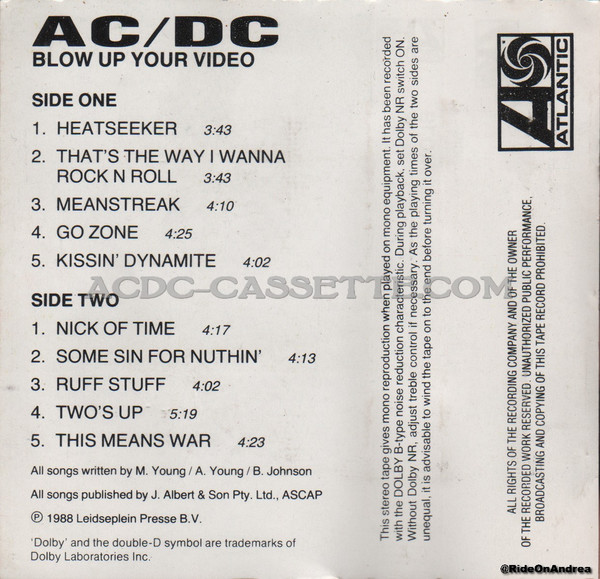 AC/DC
BLOW UP YOUR VIDEO
SIDE ONE
1. HEATSEEKER 3:43
2. THAT'S THE WAY I WANNA
ROCK N ROLL 3:43
3. MEANSTREAK 4:10
4. GO ZONE 4:25
5. KISSIN' DYNAMITE 4:02
ACDC-CASSETTE.COM
SIDE TWO
1. NICK OF TIME 4:17
2. SOME SIN FOR NUTHIN' 4:13
3. RUFF STUFF 4:02
4. TWO'S UP 5:19
5. THIS MEANS WAR 4:23
All songs written by M. Young / A. Young / B. Johnson
All songs published by J. Albert & Son Pty. Ltd., ASCAP
℗ 1988 Leidseplein Presse B.V.
'Dolby' and the double-D symbol are trademarks of
Dolby Laboratories Inc.
This stereo tape gives mono reproduction when played on mono equipment. It has been recorded
with the DOLBY B-type noise reduction characteristic. During playback, set Dolby NR switch ON.
Without Dolby NR, adjust treble control if necessary. As the playing times of the two sides are
unequal, it is advisable to wind the tape on to the end before turning it over.
ATLANTIC
ALL RIGHTS OF THE RECORDING COMPANY AND OF THE OWNER
OF THE RECORDED WORK RESERVED. UNAUTHORIZED PUBLIC PERFORMANCE,
BROADCASTING AND COPYING OF THIS TAPE RECORD PROHIBITED.
@RideOnAndrea